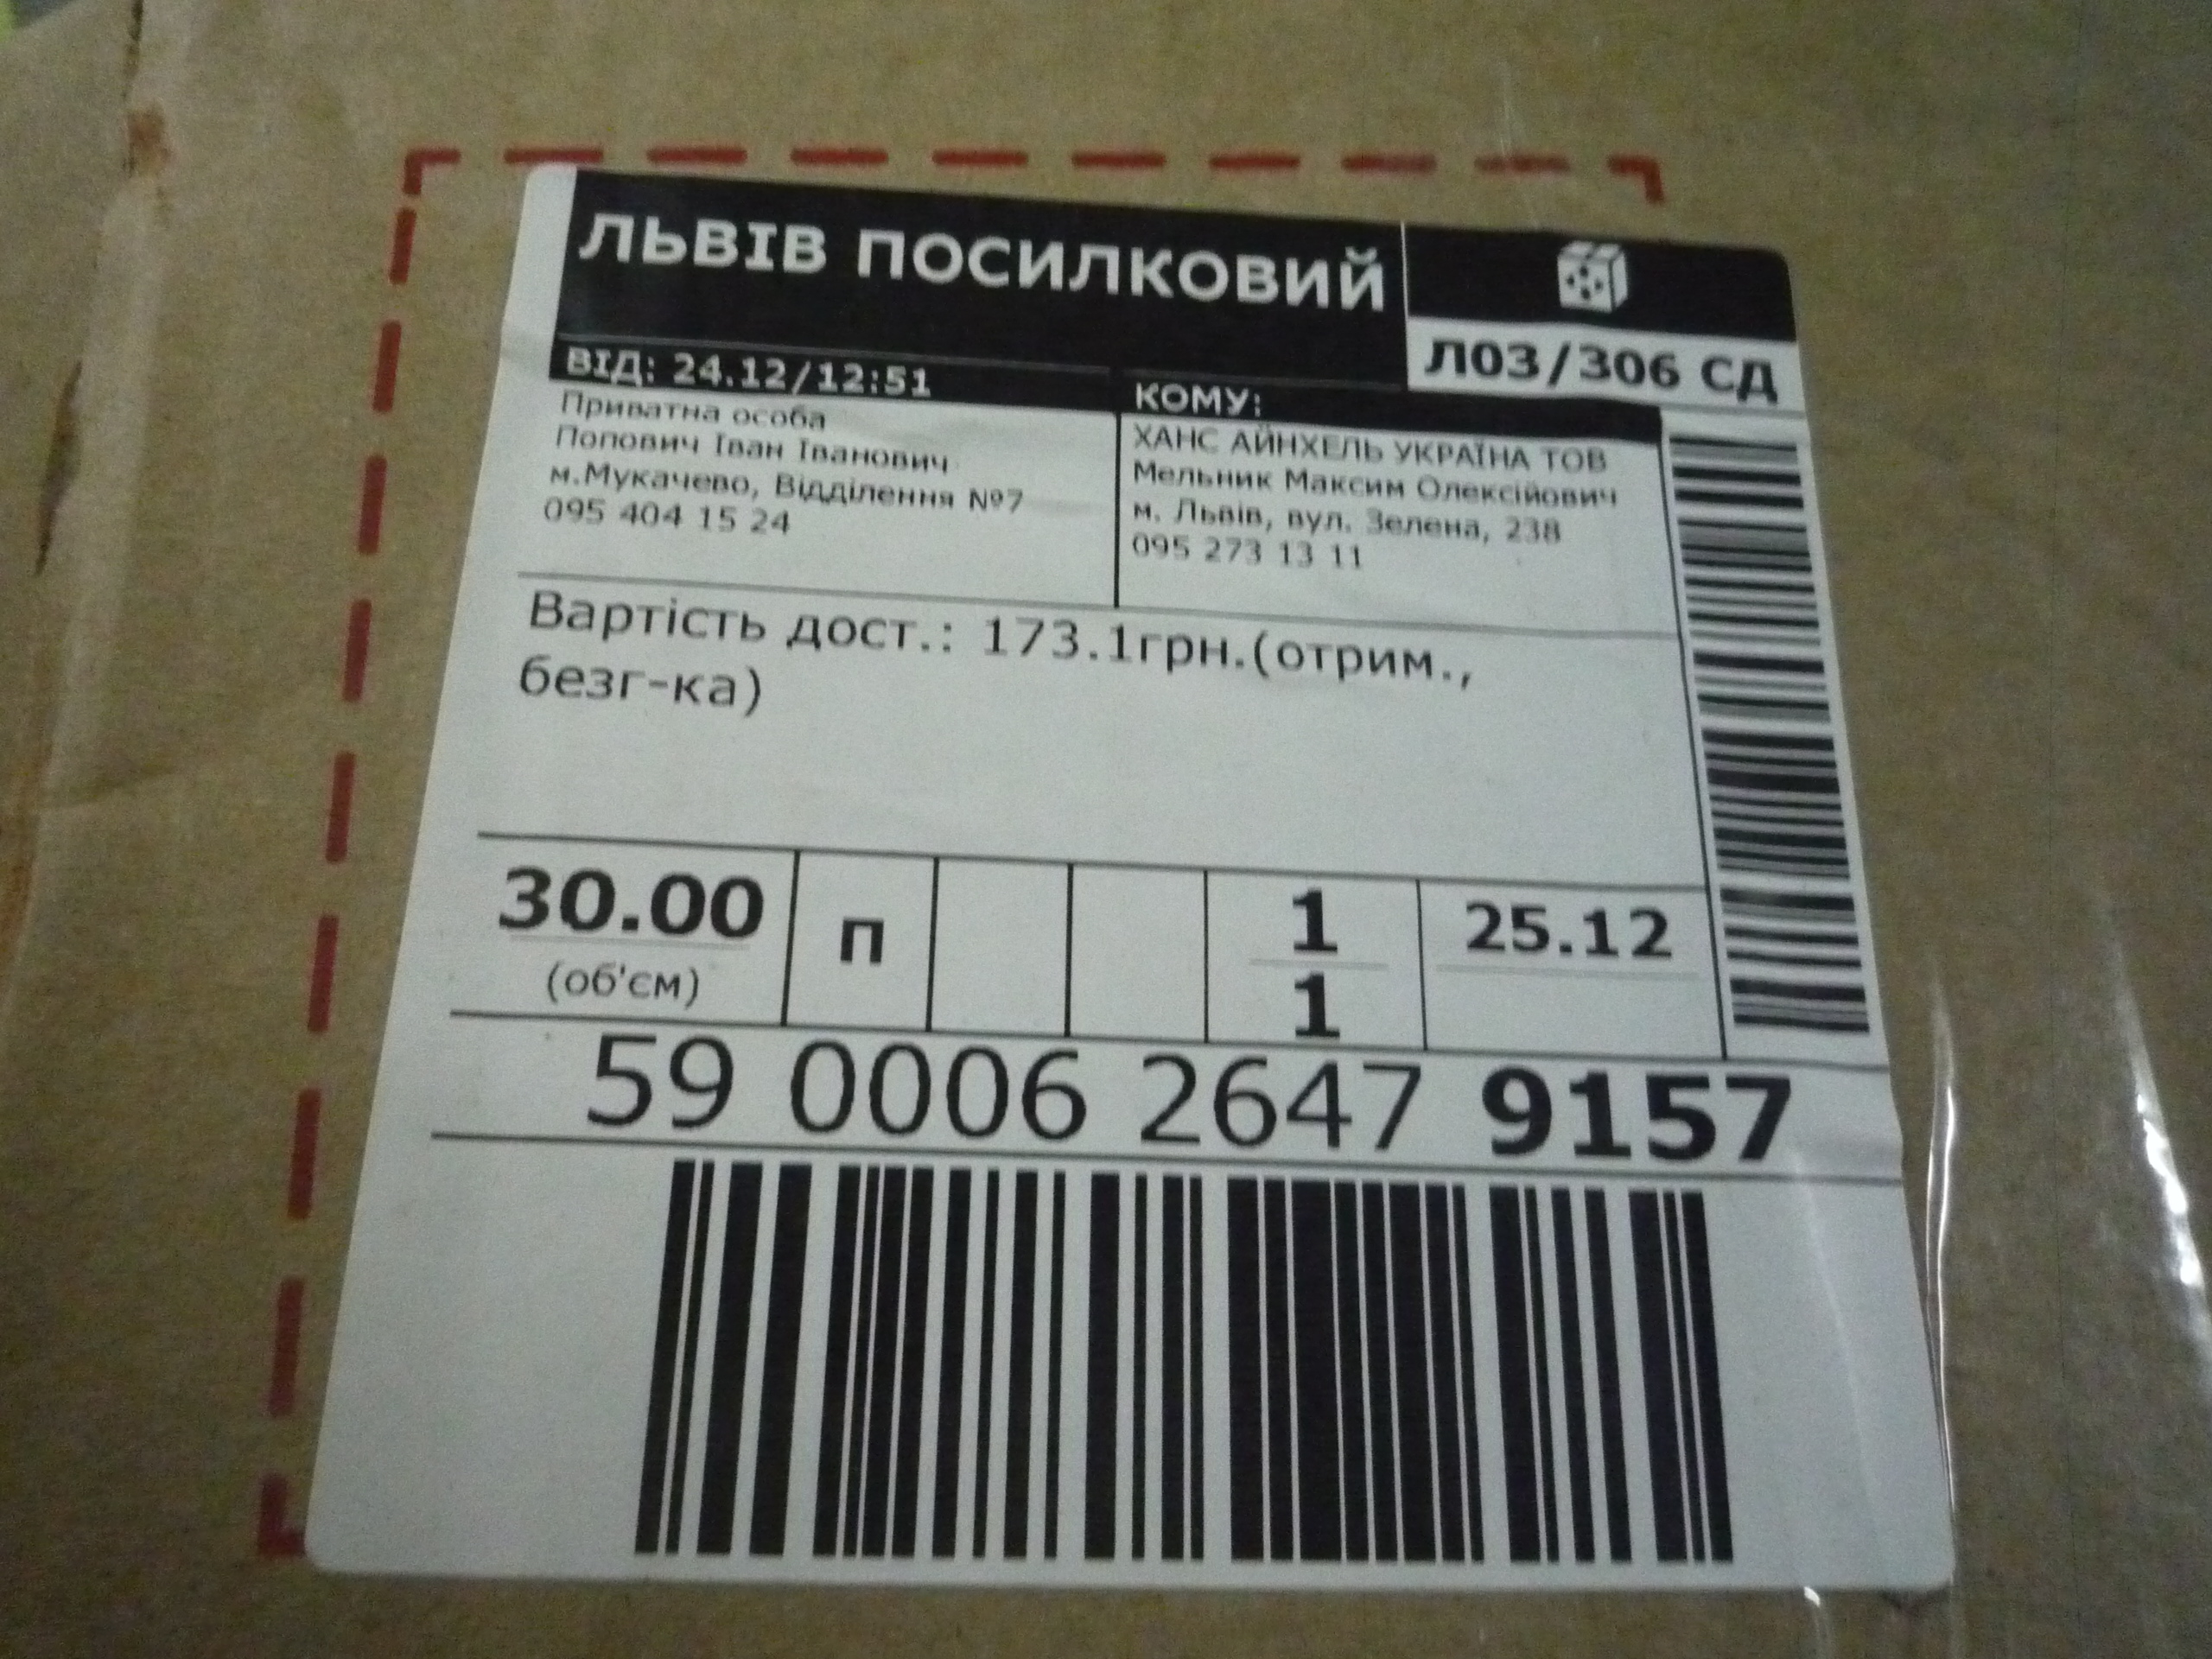 ЛЬВІВ ПОСИЛКОВИЙ
Л03/306 СД
ВІД: 24.12/12:51
Приватна особа
Попович Іван Іванович
м.Мукачево, Відділення №7
095 404 15 24
КОМУ:
ХАНС АЙНХЕЛЬ УКРАЇНА ТОВ
Мельник Максим Олексійович
м. Львів, вул. Зелена, 238
095 273 13 11
Вартість дост.: 173.1грн.(отрим.,
безг-ка)
30.00
(об'єм)
П
1
1
25.12
59 0006 2647 9157